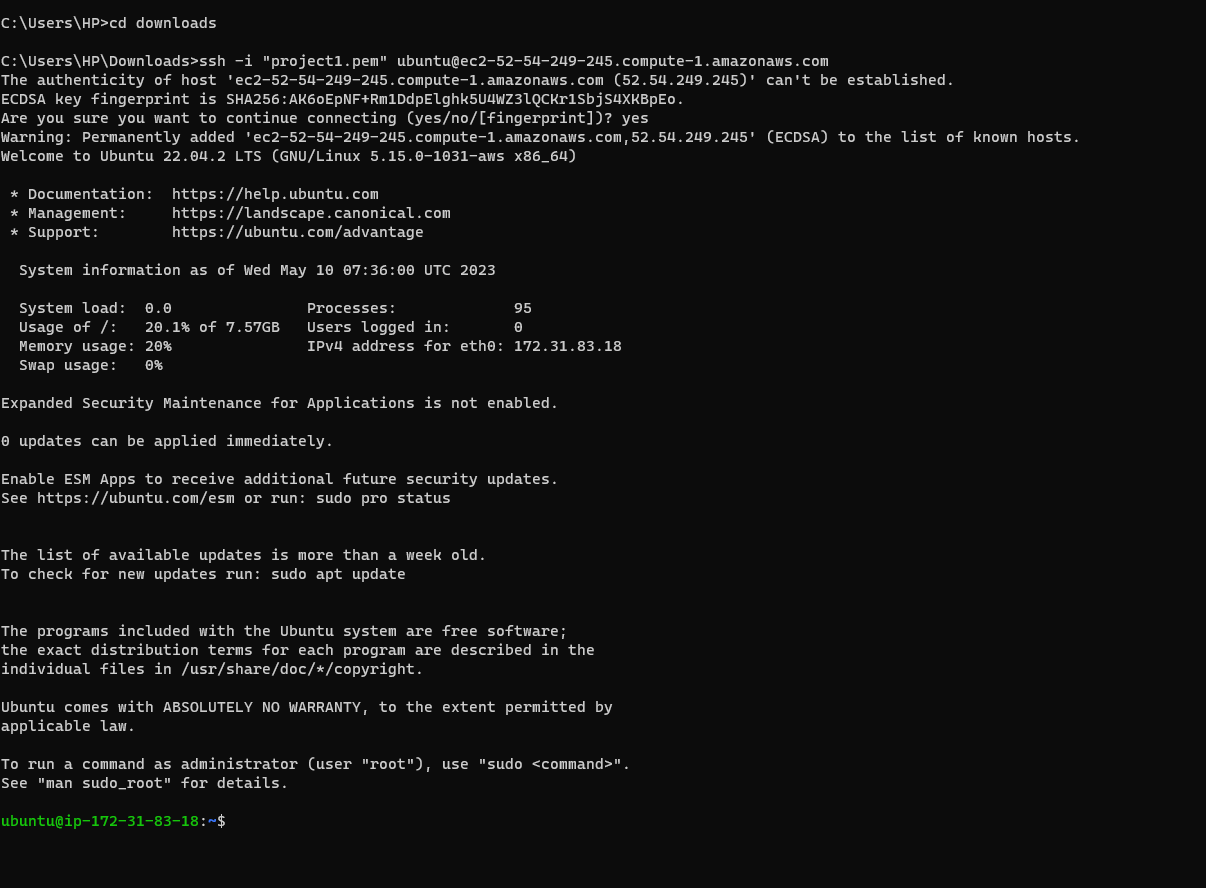 C:\Users\HP>cd downloads
C:\Users\HP\Downloads>ssh -i "project1.pem" ubuntu@ec2-52-54-249-245.compute-1.amazonaws.com
The authenticity of host 'ec2-52-54-249-245.compute-1.amazonaws.com (52.54.249.245)' can't be established.
ECDSA key fingerprint is SHA256:AK6oEpNF+Rm1DdpElghk5U4WZ3lQCKr1SbjS4XKBpEo.
Are you sure you want to continue connecting (yes/no/[fingerprint])? yes
Warning: Permanently added 'ec2-52-54-249-245.compute-1.amazonaws.com,52.54.249.245' (ECDSA) to the list of known hosts.
Welcome to Ubuntu 22.04.2 LTS (GNU/Linux 5.15.0-1031-aws x86_64)
* Documentation:  https://help.ubuntu.com
* Management:     https://landscape.canonical.com
* Support:        https://ubuntu.com/advantage
System information as of Wed May 10 07:36:00 UTC 2023
System load:  0.0               Processes:             95
Usage of /:   20.1% of 7.57GB   Users logged in:       0
Memory usage: 20%               IPv4 address for eth0: 172.31.83.18
Swap usage:   0%
Expanded Security Maintenance for Applications is not enabled.
0 updates can be applied immediately.
Enable ESM Apps to receive additional future security updates.
See https://ubuntu.com/esm or run: sudo pro status
The list of available updates is more than a week old.
To check for new updates run: sudo apt update
The programs included with the Ubuntu system are free software;
the exact distribution terms for each program are described in the
individual files in /usr/share/doc/*/copyright.
Ubuntu comes with ABSOLUTELY NO WARRANTY, to the extent permitted by
applicable law.
To run a command as administrator (user "root"), use "sudo <command>".
See "man sudo_root" for details.
ubuntu@ip-172-31-83-18:~$